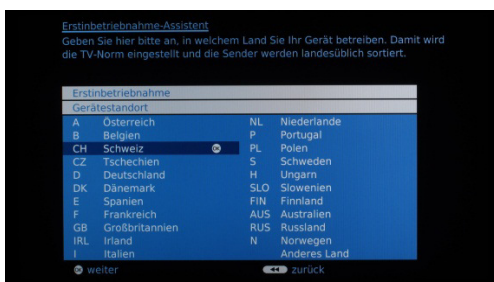 Erstinbetriebnahme-Assistent
Geben Sie hier bitte an, in welchem Land Sie Ihr Gerät betreiben. Damit wird
die TV-Norm eingestellt und die Sender werden landesüblich sortiert.
Erstinbetriebnahme
Gerätestandort
A Österreich
B Belgien
CH Schweiz OK
CZ Tschechien
D Deutschland
DK Dänemark
E Spanien
F Frankreich
GB Großbritannien
IRL Irland
I Italien
NL Niederlande
P Portugal
PL Polen
S Schweden
H Ungarn
SLO Slowenien
FIN Finnland
AUS Australien
RUS Russland
N Norwegen
Anderes Land
OK weiter
zurück